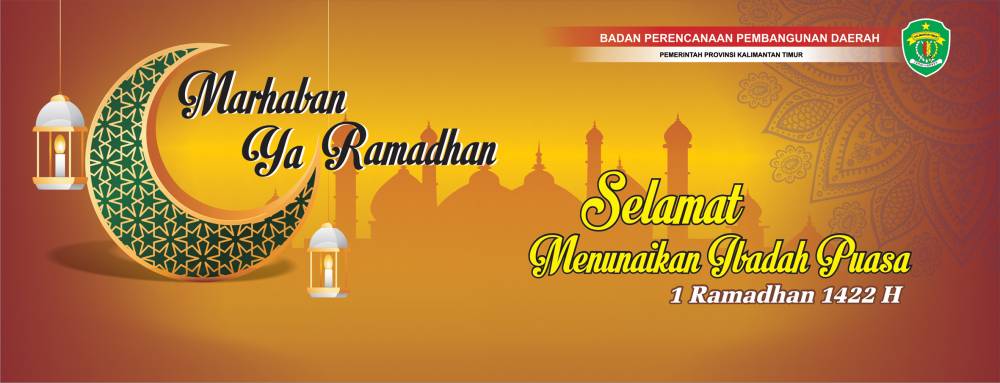 BADAN PERENCANAAN PEMBANGUNAN DAERAH
PEMERINTAH PROVINSI KALIMANTAN TIMUR
Marhaban
Ya Ramadhan
Selamat
Menunaikan Ibadah Puasa
1 Ramadhan 1422 H